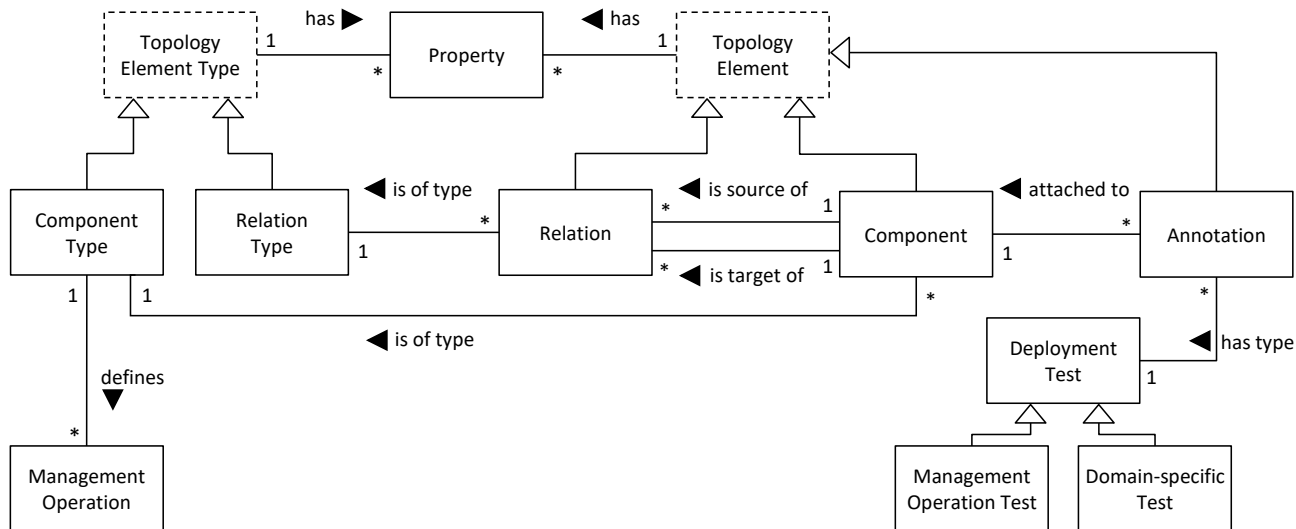 has ▶
◀ has
Topology
Element Type
1
*
Property
*
1
Topology
Element
◀ is of type
◀ is source of
◀ attached to
Component
Type
Relation
Type
1
*
Relation
*
1
Component
1
*
Annotation
*
1
◀ is target of
1
1
*
*
◀ is of type
Deployment
Test
1
◀ has type
defines
▼
*
Management
Operation
Management
Operation Test
Domain-specific
Test